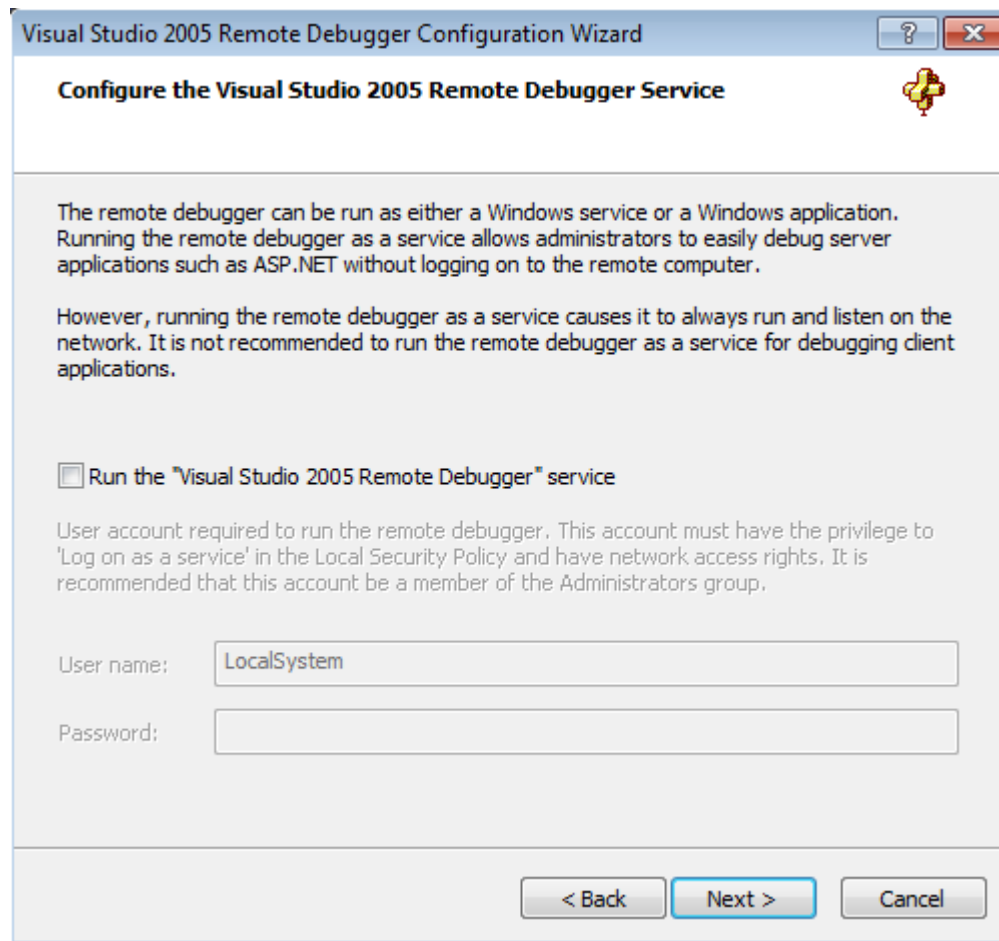 Visual Studio 2005 Remote Debugger Configuration Wizard
Configure the Visual Studio 2005 Remote Debugger Service
The remote debugger can be run as either a Windows service or a Windows application.
Running the remote debugger as a service allows administrators to easily debug server
applications such as ASP.NET without logging on to the remote computer.
However, running the remote debugger as a service causes it to always run and listen on the
network. It is not recommended to run the remote debugger as a service for debugging client
applications.
Run the "Visual Studio 2005 Remote Debugger" service
User account required to run the remote debugger. This account must have the privilege to
'Log on as a service' in the Local Security Policy and have network access rights. It is
recommended that this account be a member of the Administrators group.
User name: LocalSystem
Password:
< Back Next > Cancel